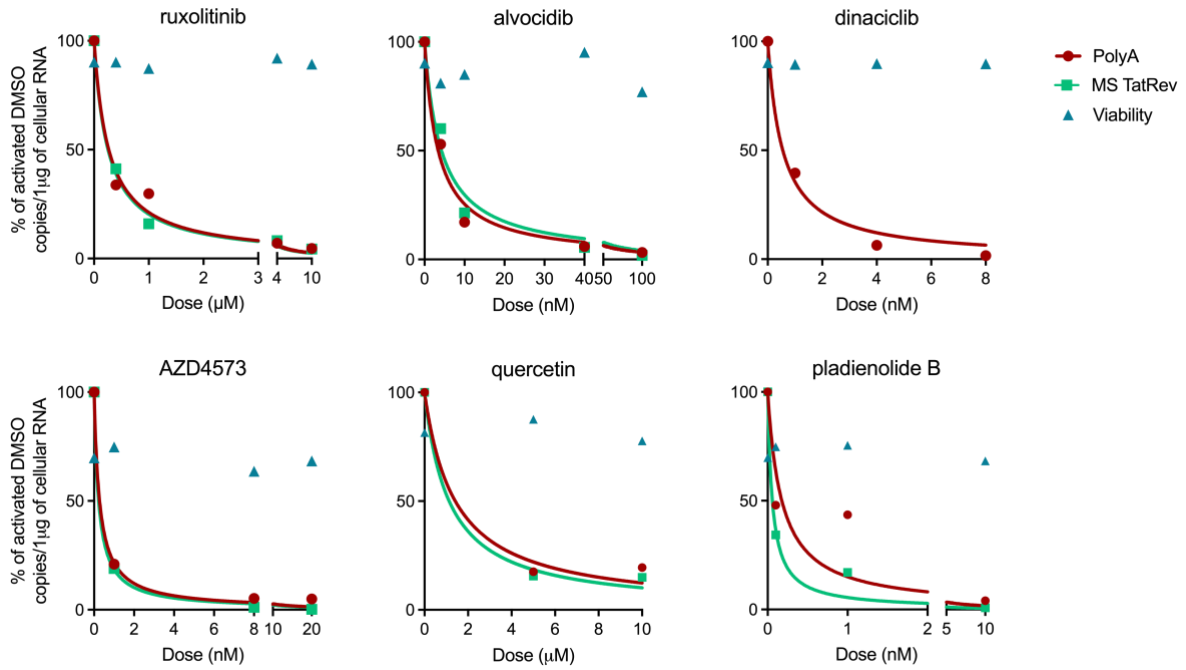 ruxolitinib
% of activated DMSO
copies/1µg of cellular RNA
100
50
0
0 1 2 3 4 10
Dose (µM)
alvocidib
100
50
0
0 10 20 30 40 50 100
Dose (nM)
dinaciclib
100
50
0
0 2 4 6 8
Dose (nM)
PolyA
MS TatRev
Viability
AZD4573
% of activated DMSO
copies/1µg of cellular RNA
100
50
0
0 2 4 6 8 10 20
Dose (nM)
quercetin
100
50
0
0 2 4 6 8 10
Dose (µM)
pladienolide B
100
50
0
0 1 2 5 10
Dose (nM)